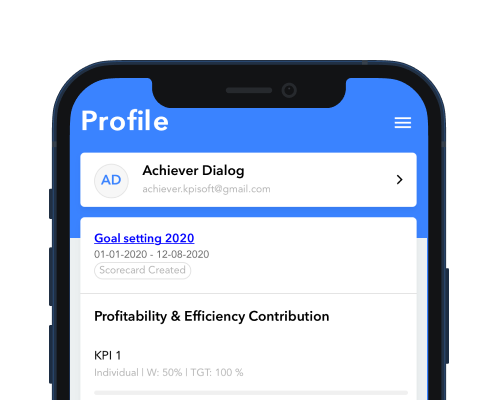 Profile
AD
Achiever Dialog
achiever.kpisoft@gmail.com
Goal setting 2020
01-01-2020 - 12-08-2020
Scorecard Created
Profitability & Efficiency Contribution
KPI 1
Individual | W: 50% | TGT: 100 %